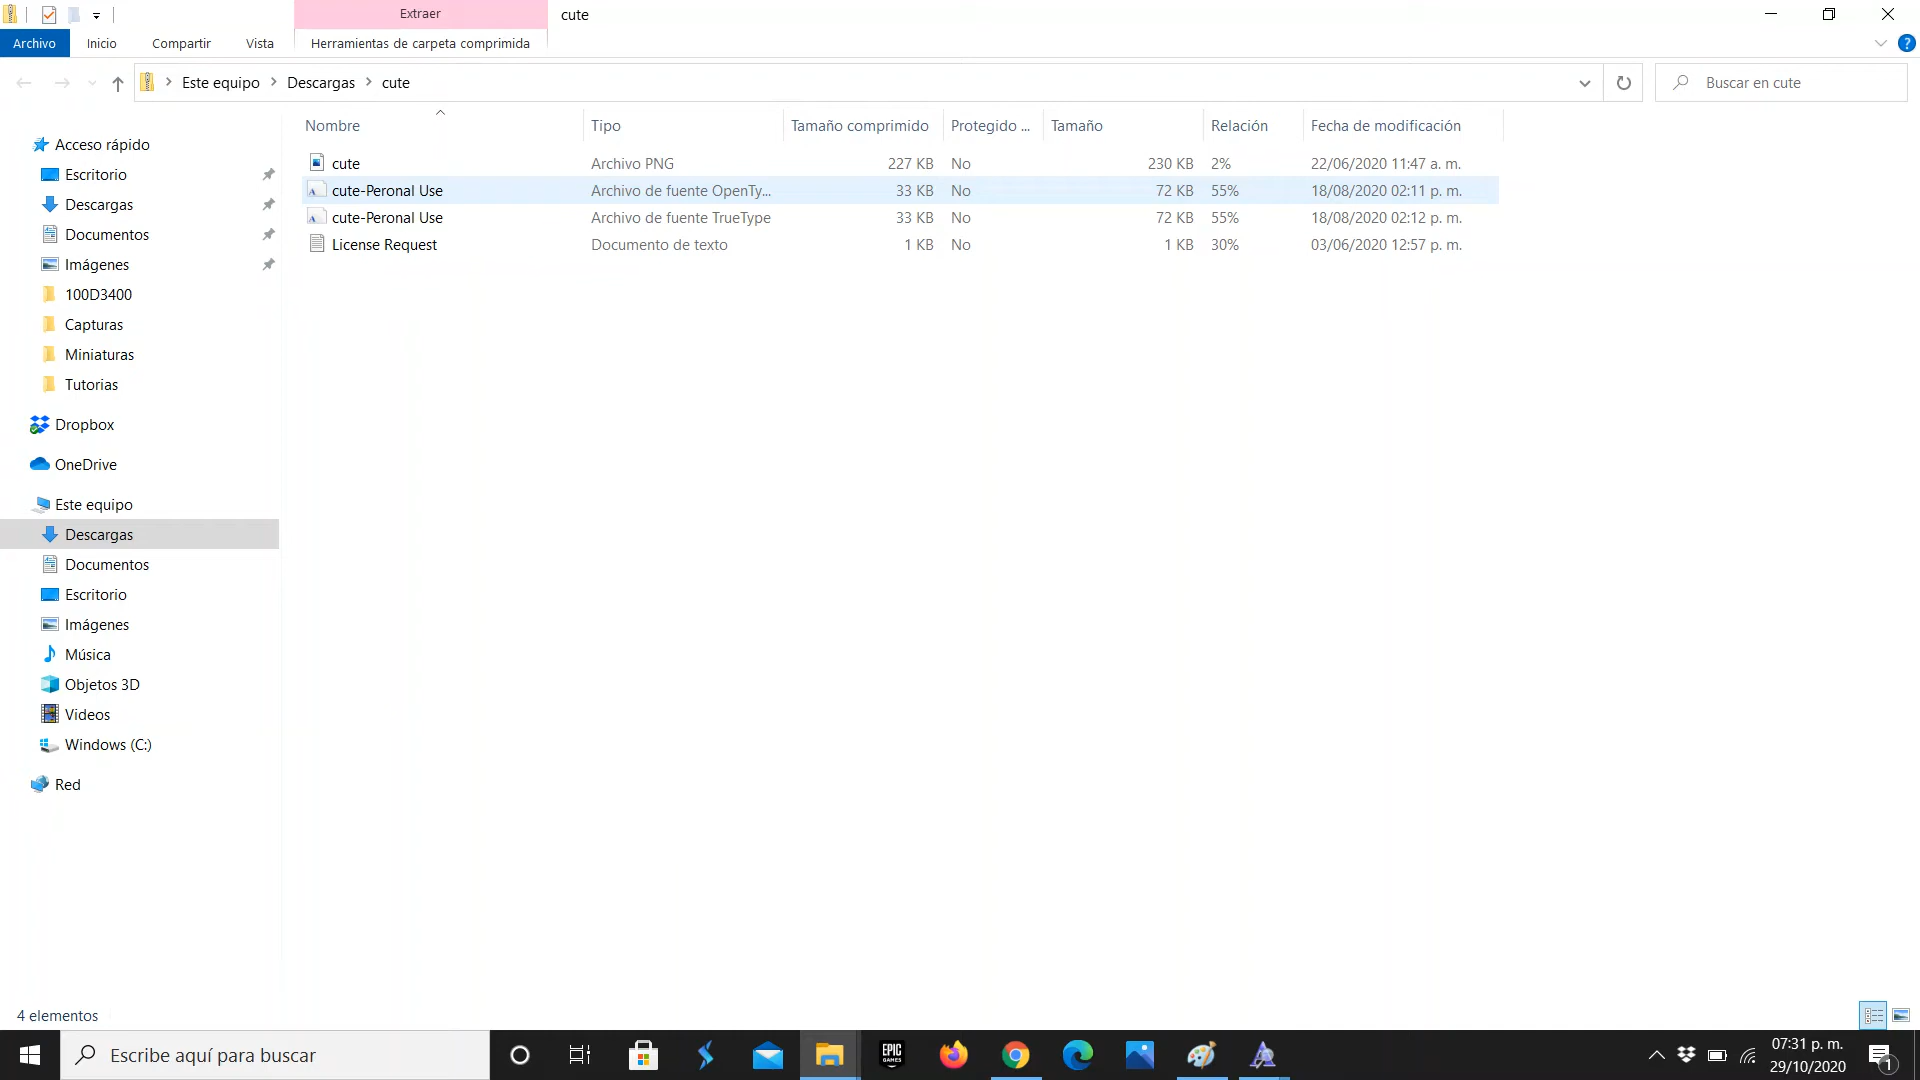 Extraer
cute
Archivo
Inicio
Compartir
Vista
Herramientas de carpeta comprimida
?
Este equipo
Descargas
cute
Buscar en cute
Nombre Tipo Tamaño comprimido Protegido ... Tamaño Relación Fecha de modificación
cute Archivo PNG 227 KB No 230 KB 2% 22/06/2020 11:47 a. m.
cute-Peronal Use Archivo de fuente OpenTy... 33 KB No 72 KB 55% 18/08/2020 02:11 p. m.
cute-Peronal Use Archivo de fuente TrueType 33 KB No 72 KB 55% 18/08/2020 02:12 p. m.
License Request Documento de texto 1 KB No 1 KB 30% 03/06/2020 12:57 p. m.
Acceso rápido
Escritorio
Descargas
Documentos
Imágenes
100D3400
Capturas
Miniaturas
Tutorias
Dropbox
OneDrive
Este equipo
Descargas
Documentos
Escritorio
Imágenes
Música
Objetos 3D
Videos
Windows (C:)
Red
4 elementos
Escribe aquí para buscar
EPIC
GAMES
07:31 p. m.
29/10/2020
1